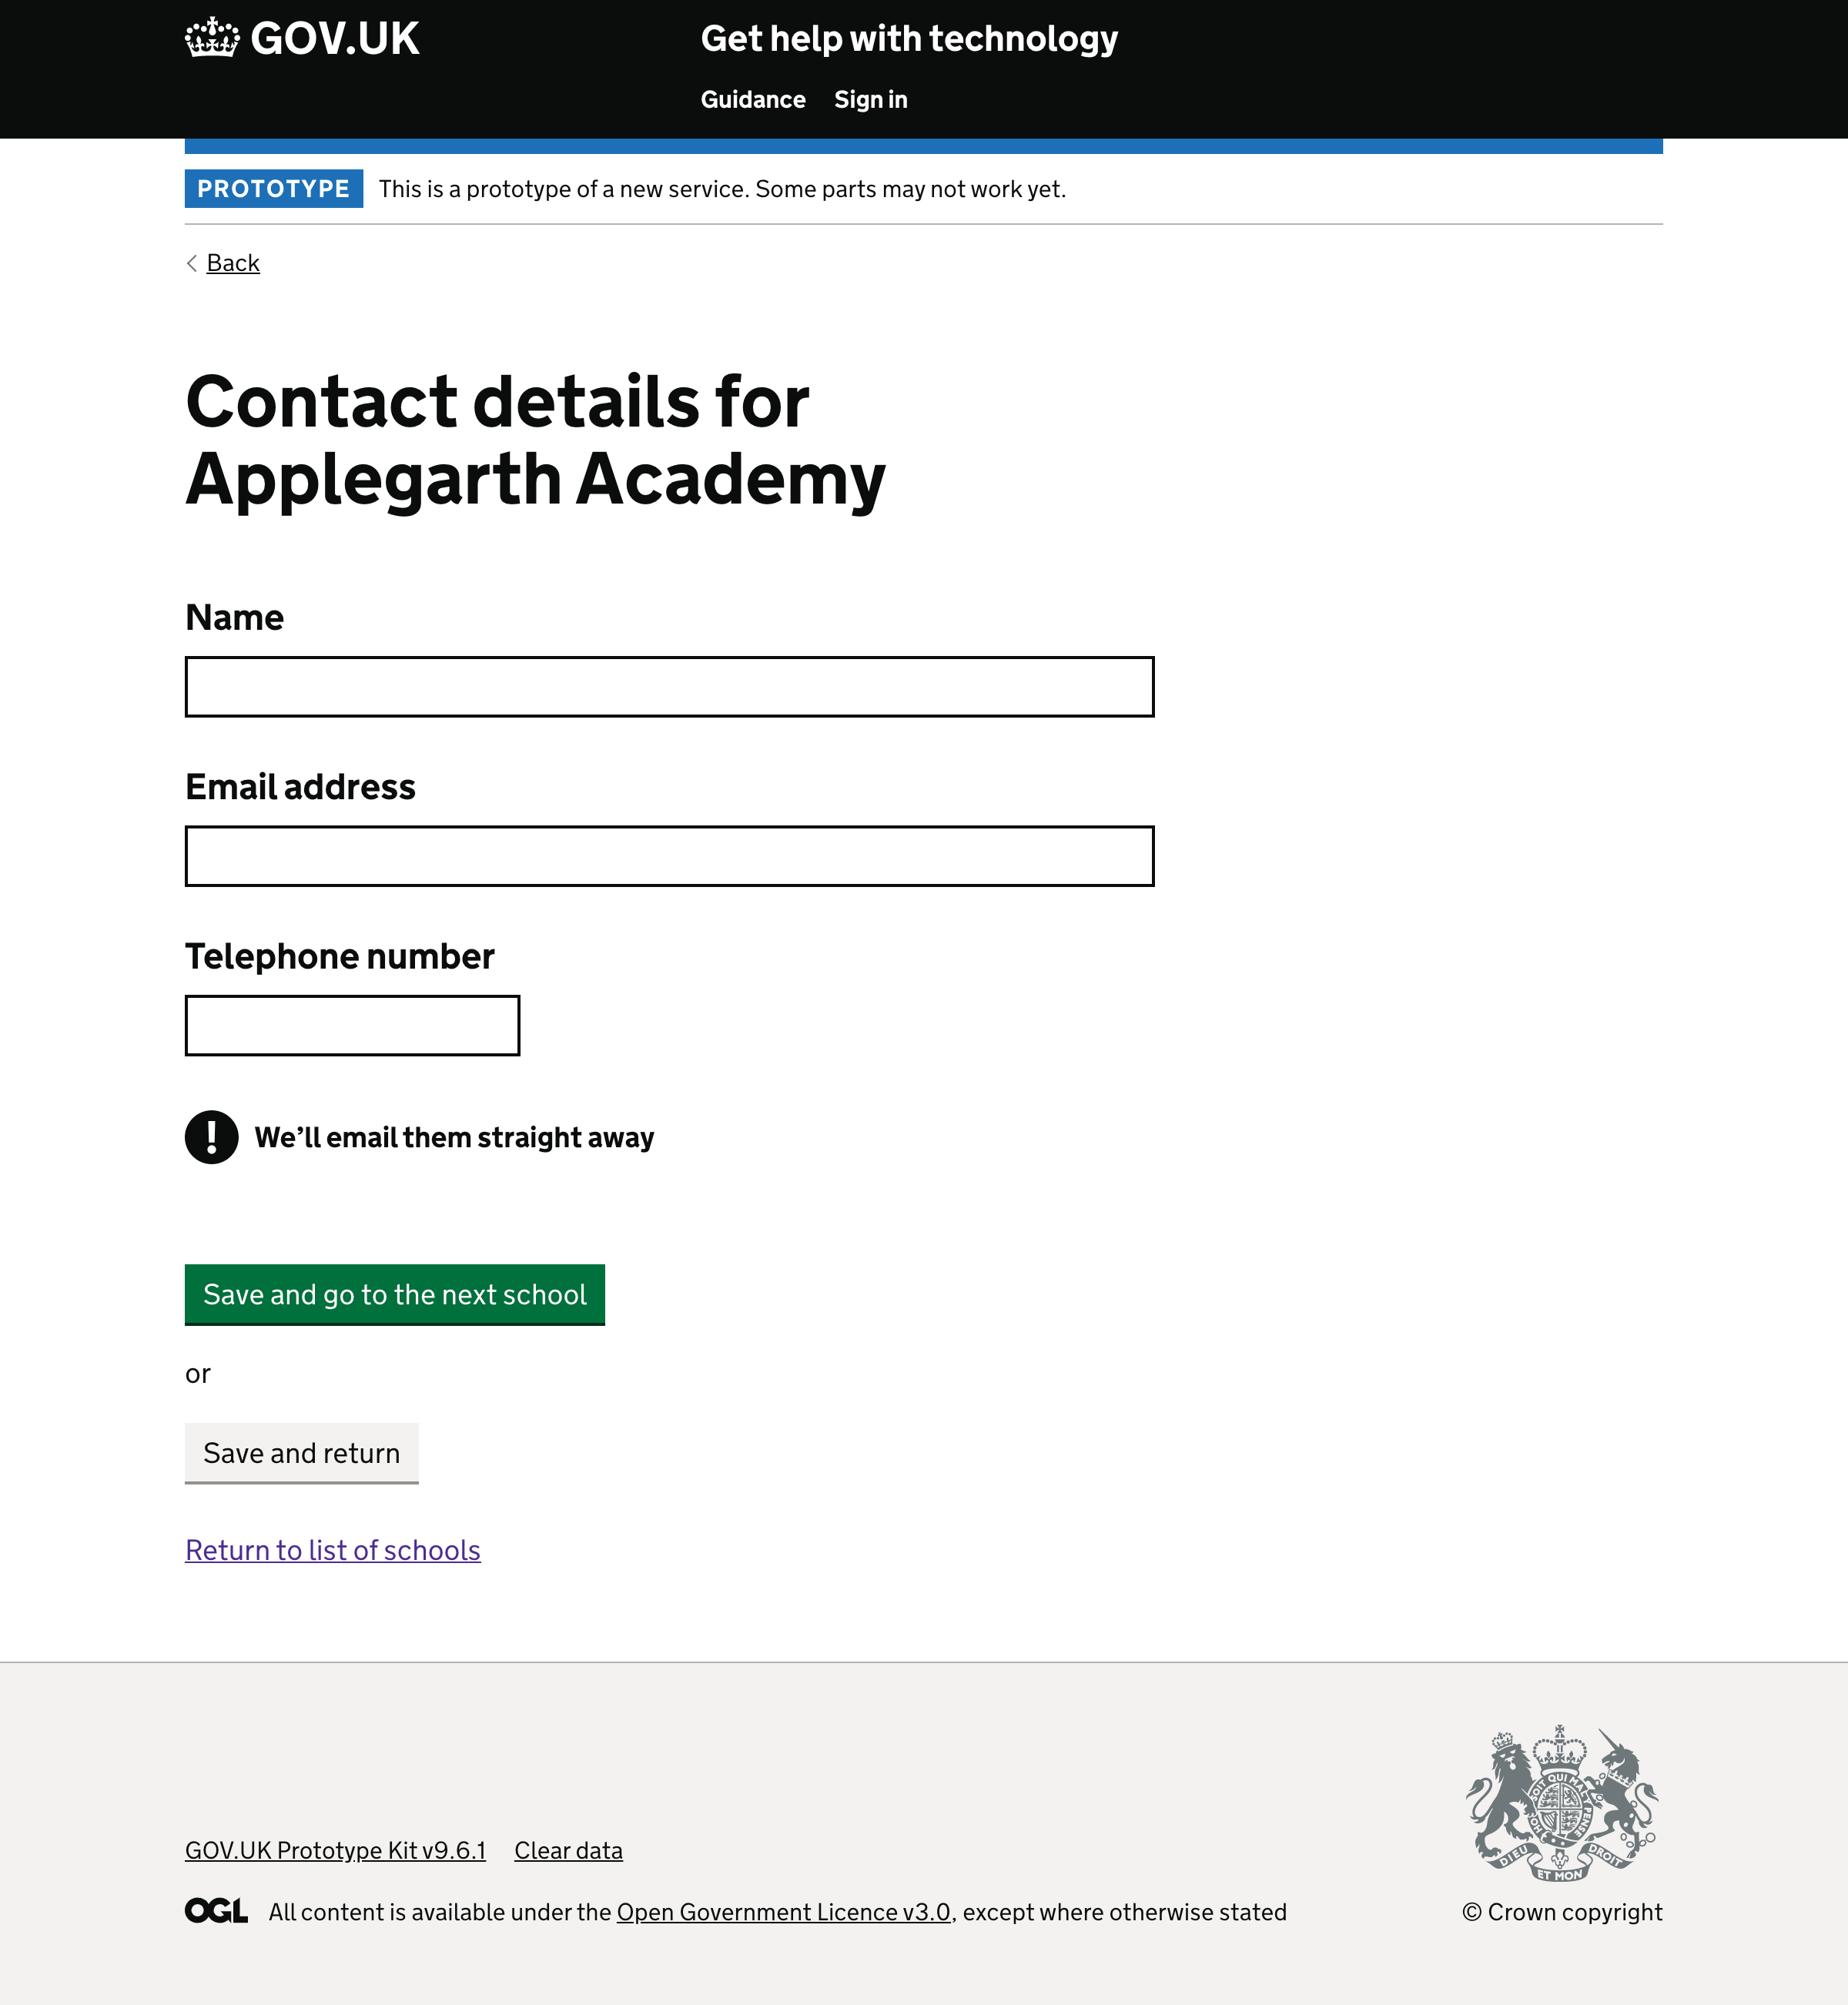 GOV.UK
Get help with technology
Guidance Sign in
PROTOTYPE This is a prototype of a new service. Some parts may not work yet.
Back
Contact details for
Applegarth Academy
Name
Email address
Telephone number
! We’ll email them straight away
Save and go to the next school
or
Save and return
Return to list of schools
GOV.UK Prototype Kit v9.6.1 Clear data
OGL All content is available under the Open Government Licence v3.0, except where otherwise stated
DIEU ET MON DROIT
© Crown copyright